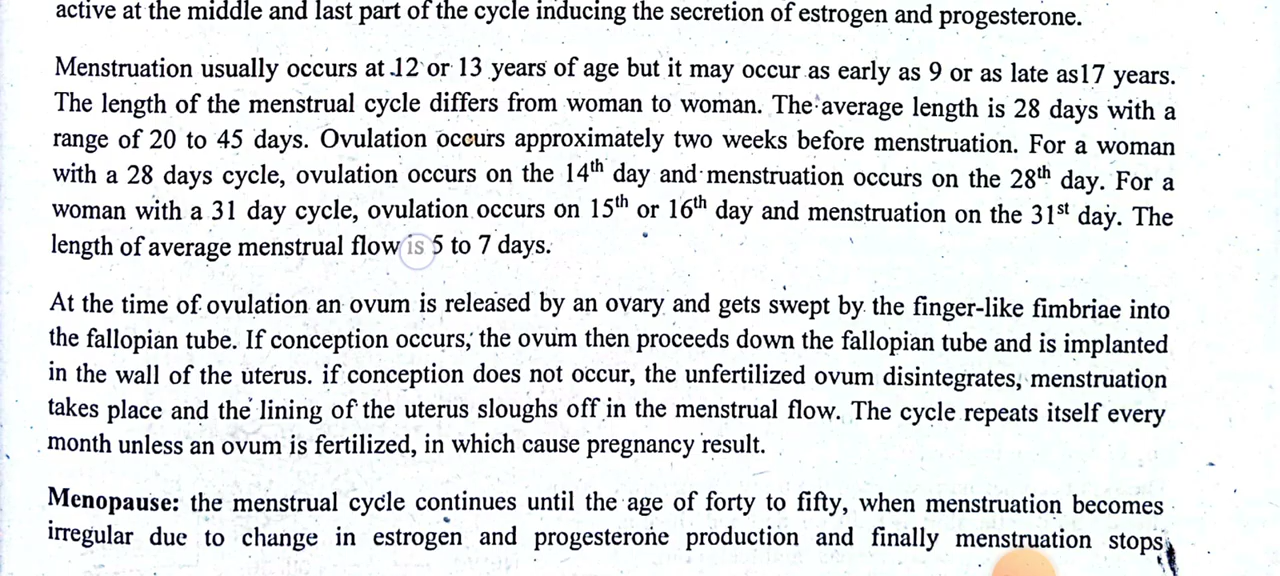 active at the middle and last part of the cycle inducing the secretion of estrogen and progesterone.
Menstruation usually occurs at 12 or 13 years of age but it may occur as early as 9 or as late as17 years.
The length of the menstrual cycle differs from woman to woman. The average length is 28 days with a
range of 20 to 45 days. Ovulation occurs approximately two weeks before menstruation. For a woman
with a 28 days cycle, ovulation occurs on the 14th day and menstruation occurs on the 28th day. For a
woman with a 31 day cycle, ovulation occurs on 15th or 16th day and menstruation on the 31st day. The
length of average menstrual flow is 5 to 7 days.
At the time of ovulation an ovum is released by an ovary and gets swept by the finger-like fimbriae into
the fallopian tube. If conception occurs, the ovum then proceeds down the fallopian tube and is implanted
in the wall of the uterus. if conception does not occur, the unfertilized ovum disintegrates, menstruation
takes place and the lining of the uterus sloughs off in the menstrual flow. The cycle repeats itself every
month unless an ovum is fertilized, in which cause pregnancy result.
Menopause: the menstrual cycle continues until the age of forty to fifty, when menstruation becomes
irregular due to change in estrogen and progesterone production and finally menstruation stops